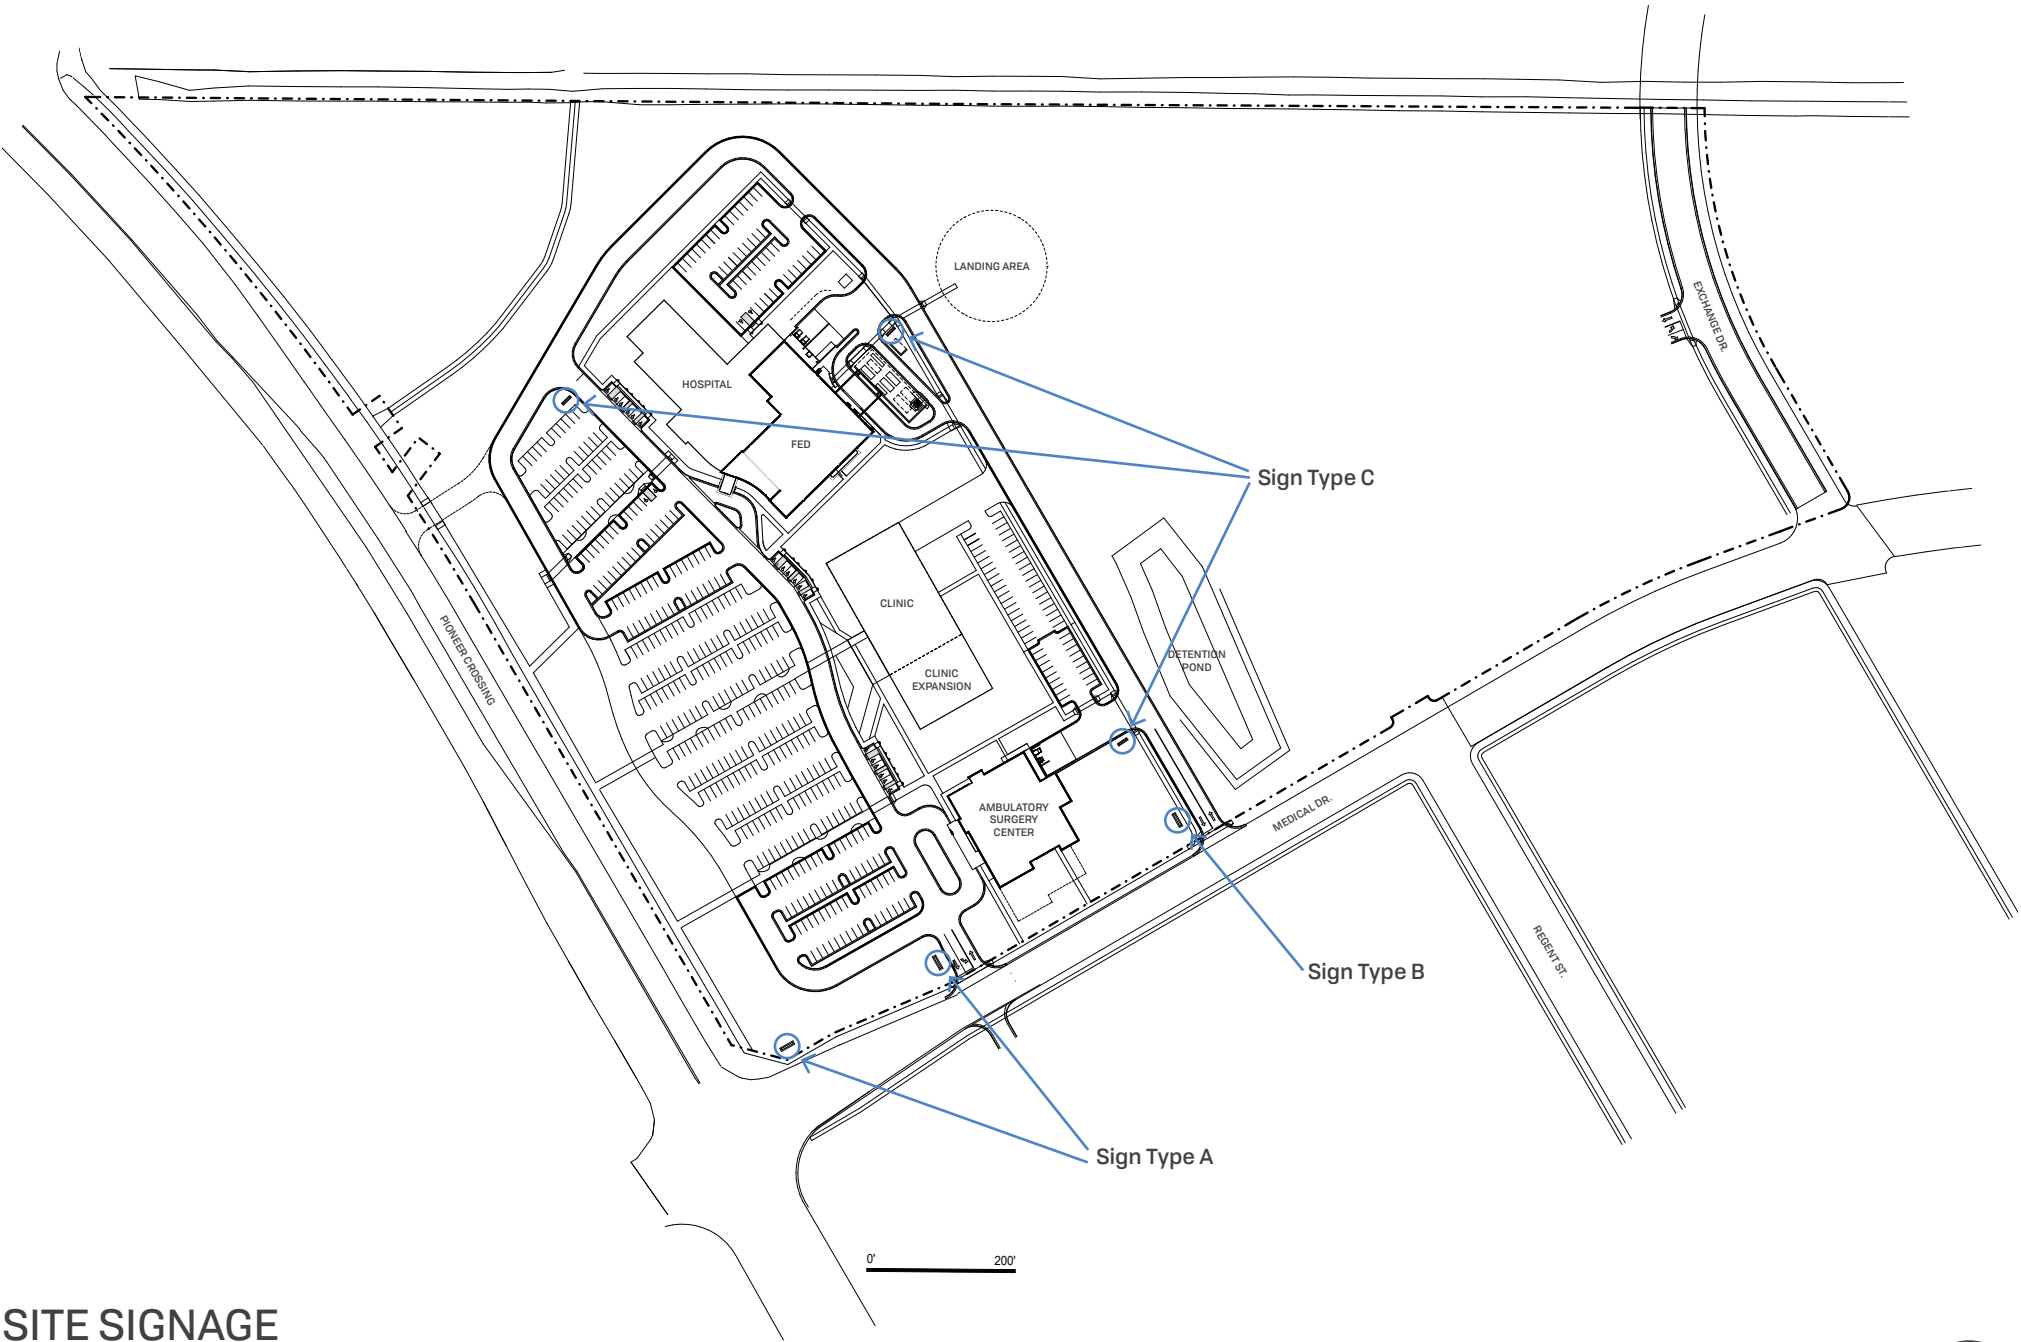 LANDING AREA
EXCHANGE DR.
HOSPITAL
FED
Sign Type C
CLINIC
PIONEER CROSSING
DETENTION
POND
CLINIC
EXPANSION
AMBULATORY
SURGERY
CENTER
MEDICAL DR.
REGENT ST.
Sign Type B
Sign Type A
0'
200'
SITE SIGNAGE